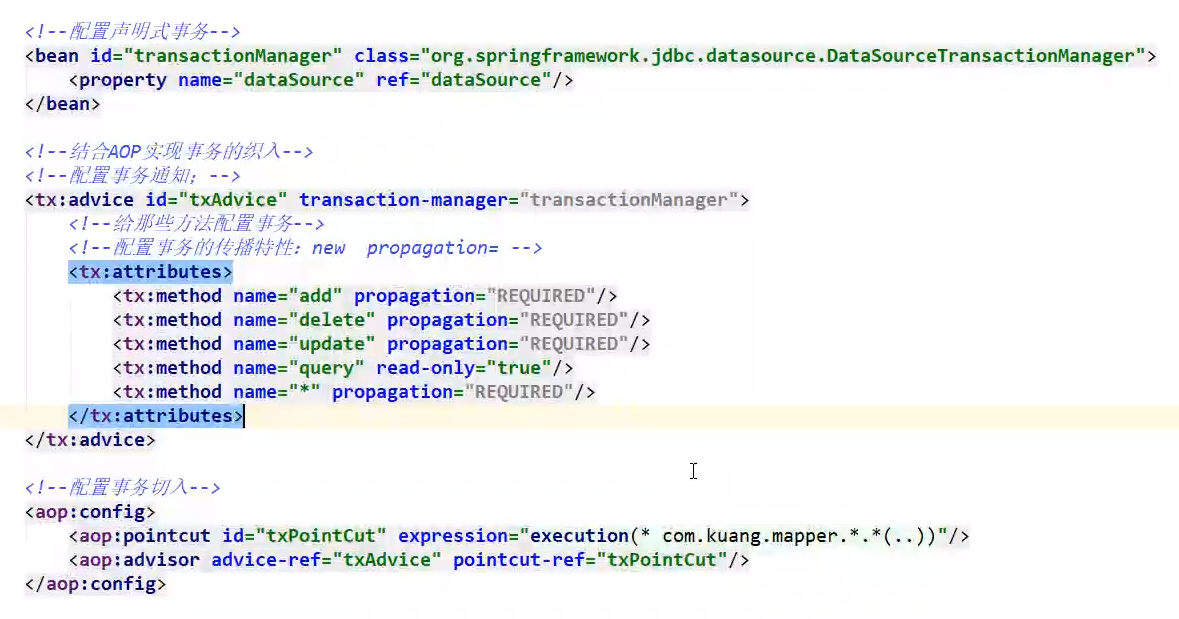 <!--配置声明式事务-->
<bean id="transactionManager" class="org.springframework.jdbc.datasource.DataSourceTransactionManager">
<property name="dataSource" ref="dataSource"/>
</bean>
<!--结合AOP实现事务的织入-->
<!--配置事务通知；-->
<tx:advice id="txAdvice" transaction-manager="transactionManager">
<!--给那些方法配置事务-->
<!--配置事务的传播特性：new  propagation= -->
<tx:attributes>
<tx:method name="add" propagation="REQUIRED"/>
<tx:method name="delete" propagation="REQUIRED"/>
<tx:method name="update" propagation="REQUIRED"/>
<tx:method name="query" read-only="true"/>
<tx:method name="*" propagation="REQUIRED"/>
</tx:attributes>
</tx:advice>
<!--配置事务切入-->
<aop:config>
<aop:pointcut id="txPointCut" expression="execution(* com.kuang.mapper.*.*(..))"/>
<aop:advisor advice-ref="txAdvice" pointcut-ref="txPointCut"/>
</aop:config>